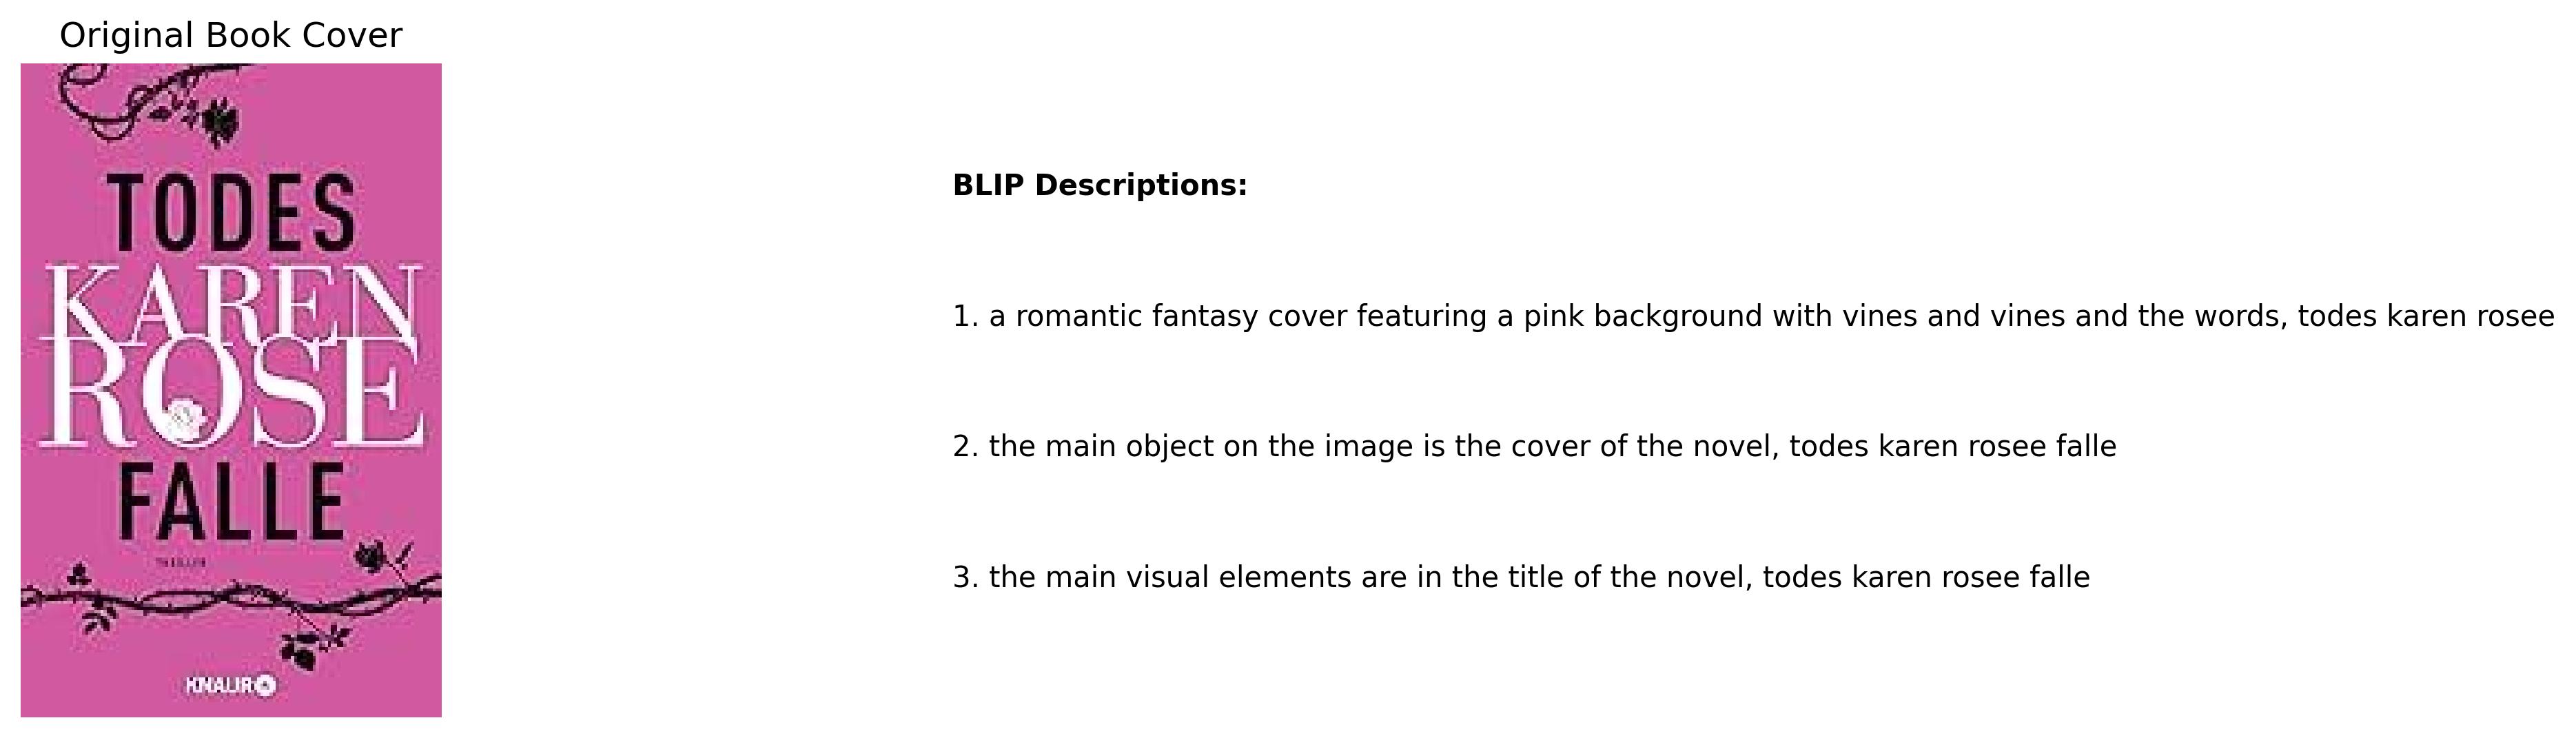 Original Book Cover
TODES
KAREN
ROSE
FALLE
THRILLER
KNAUR
BLIP Descriptions:
1. a romantic fantasy cover featuring a pink background with vines and vines and the words, todes karen rosee
2. the main object on the image is the cover of the novel, todes karen rosee falle
3. the main visual elements are in the title of the novel, todes karen rosee falle